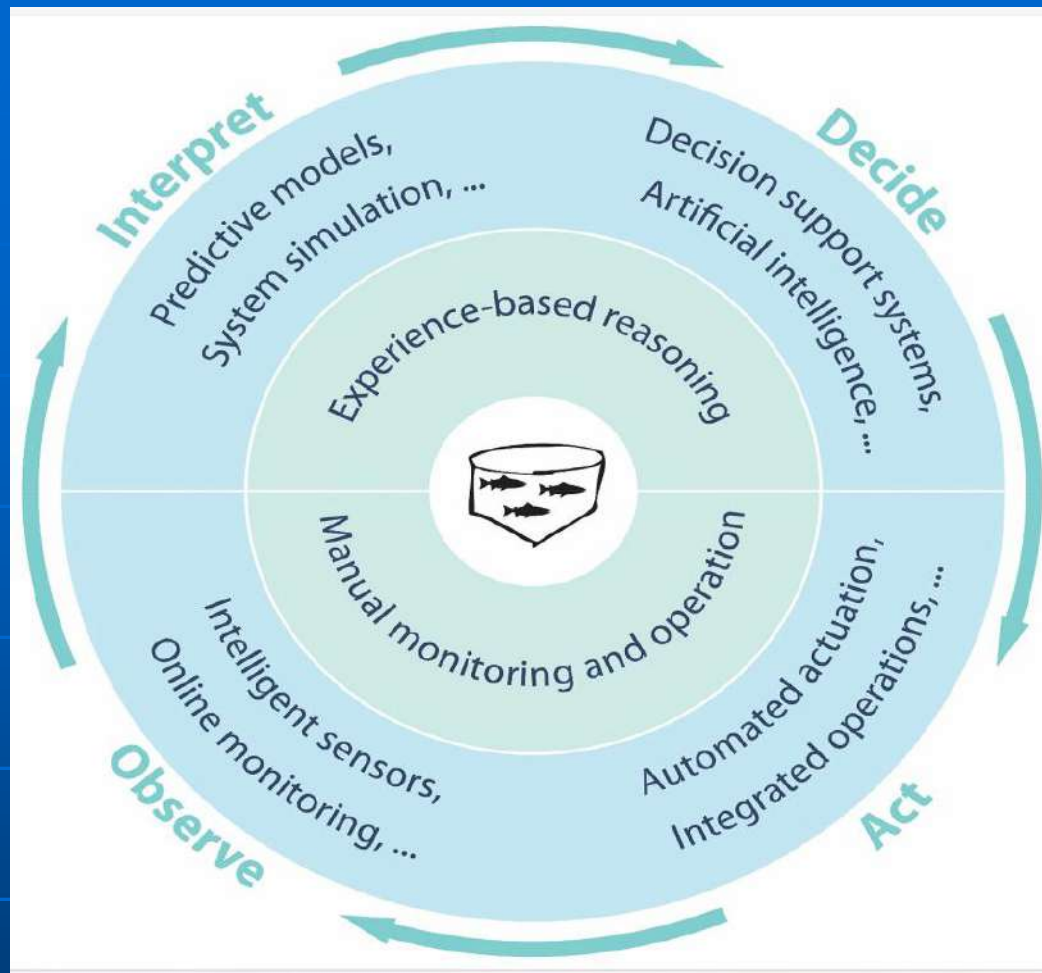 Interpret
Predictive models,
System simulation, ...
Decide
Decision support systems,
Artificial intelligence, ...
Experience-based reasoning
Manual monitoring and operation
Observe
Intelligent sensors,
Online monitoring, ...
Act
Automated actuation,
Integrated operations, ...